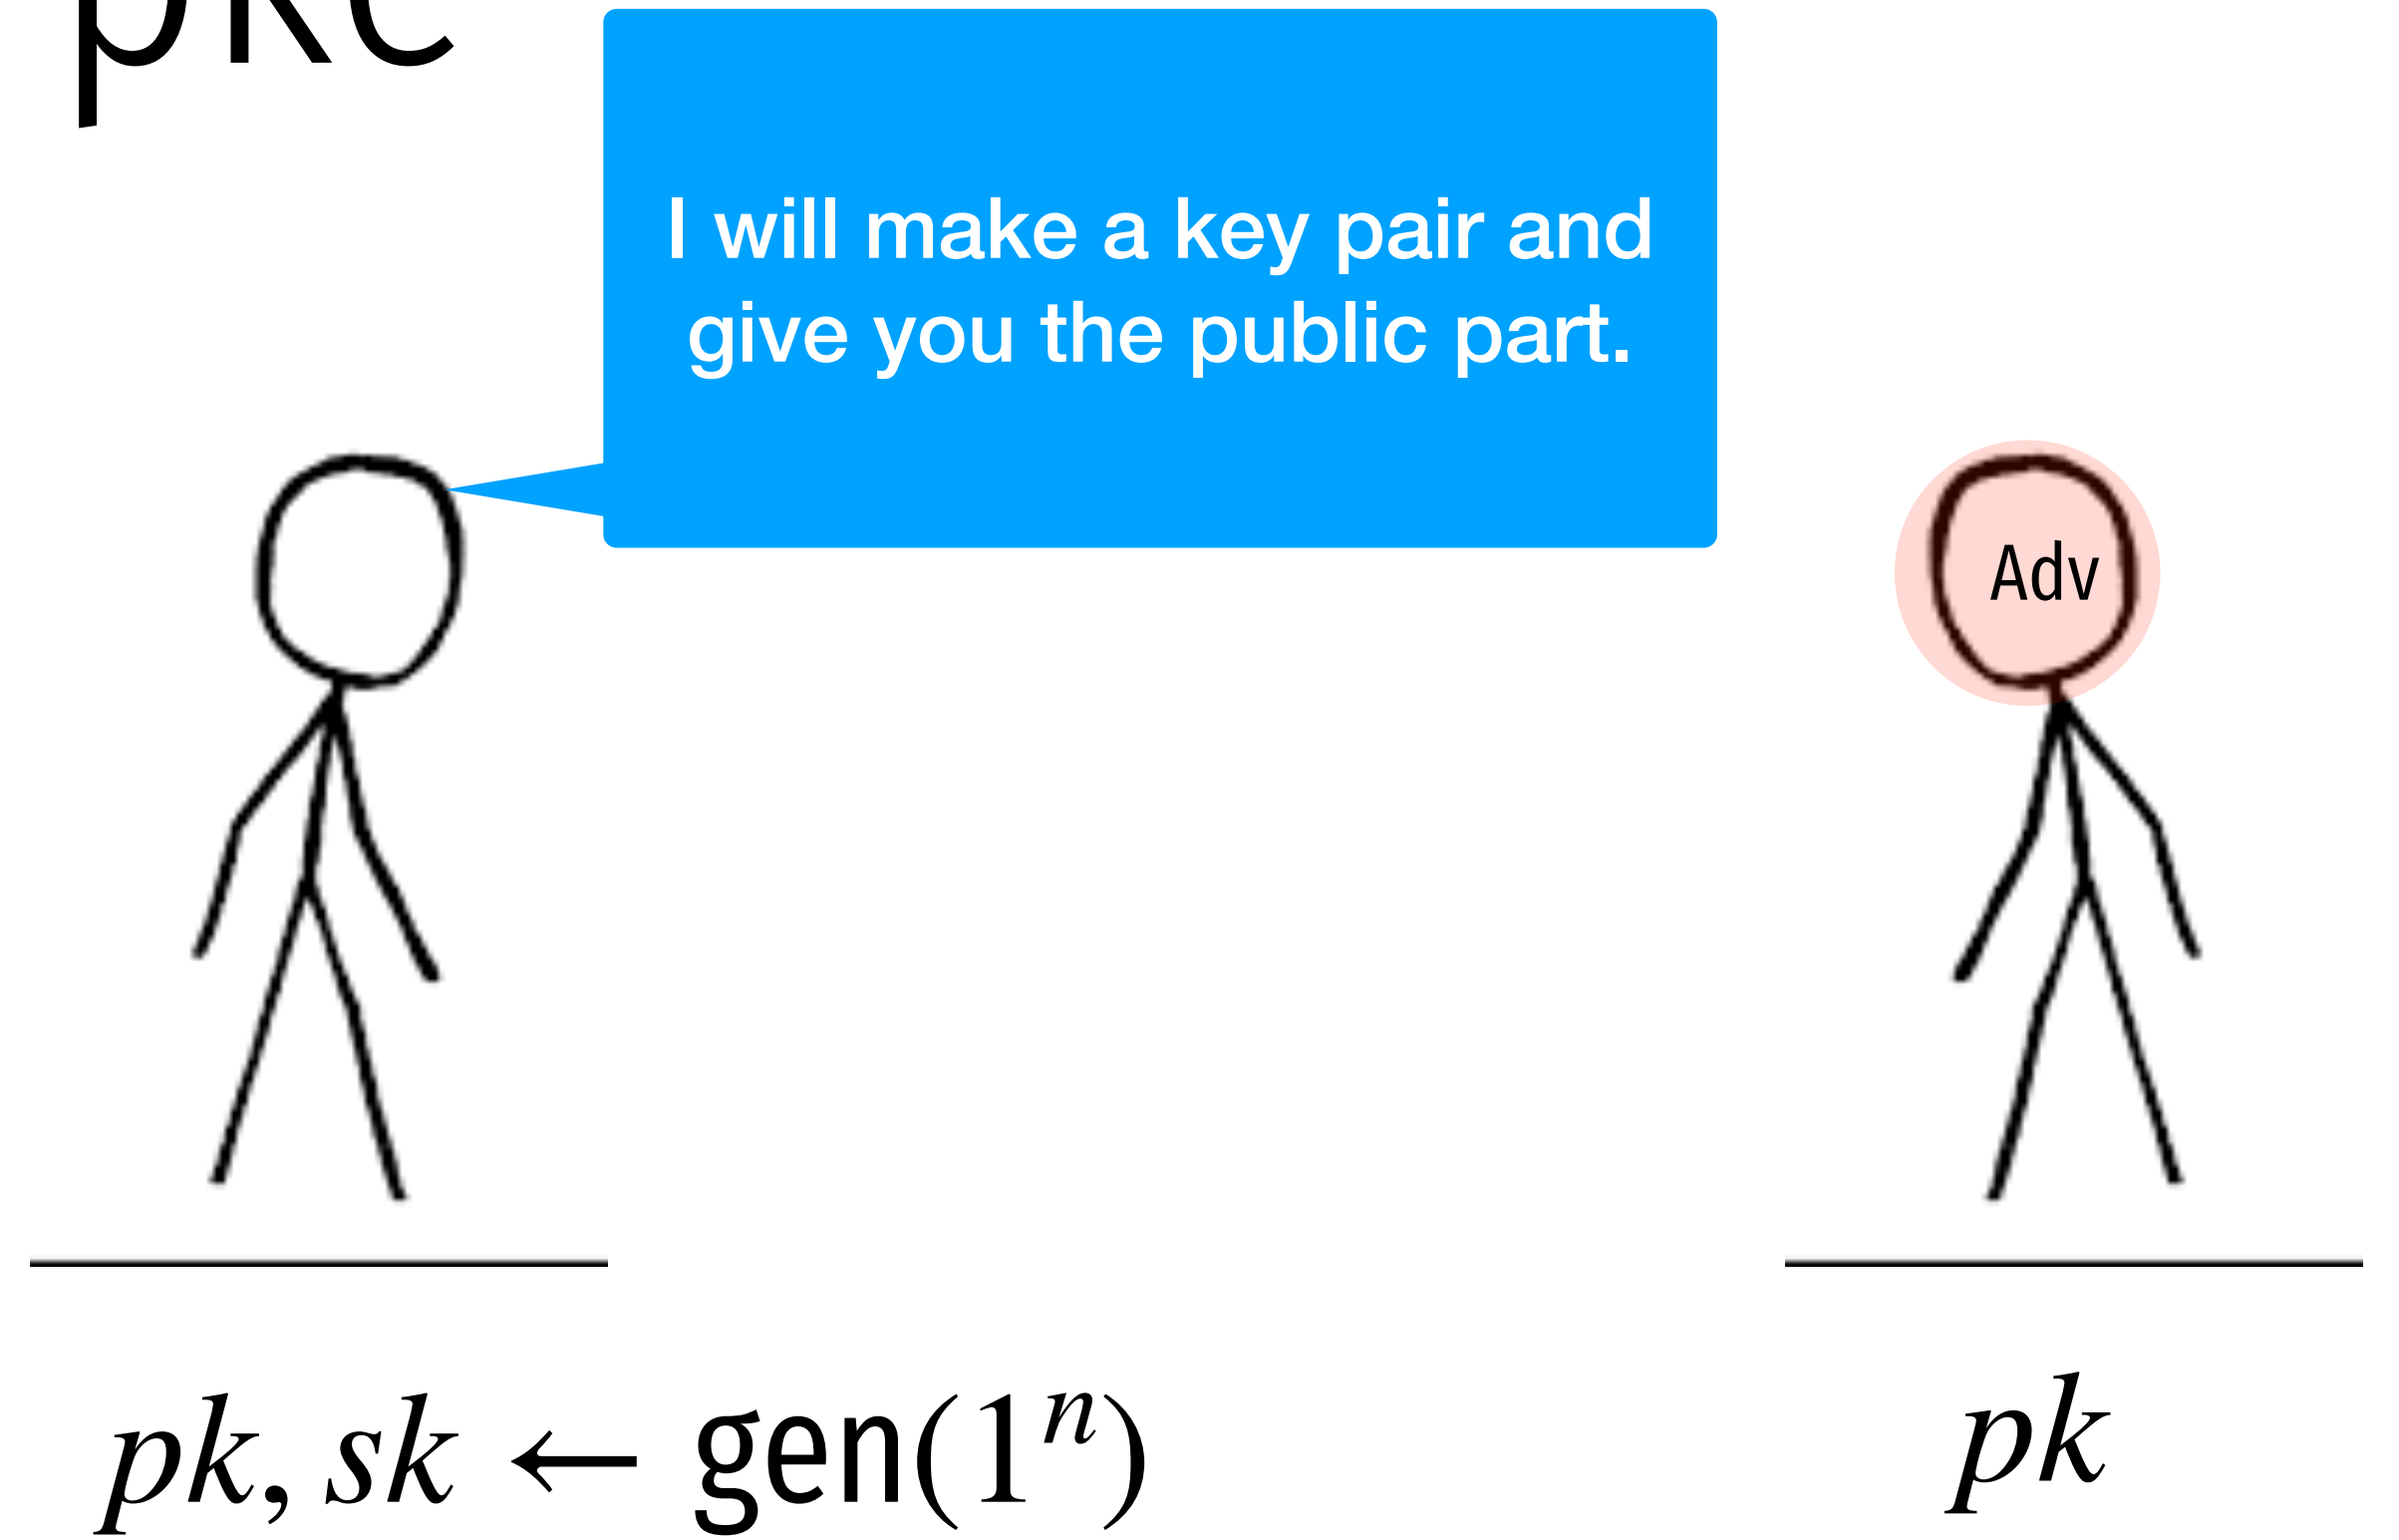 pkc
I will make a key pair and
give you the public part.
Adv
pk, sk ← gen(1ⁿ)
pk